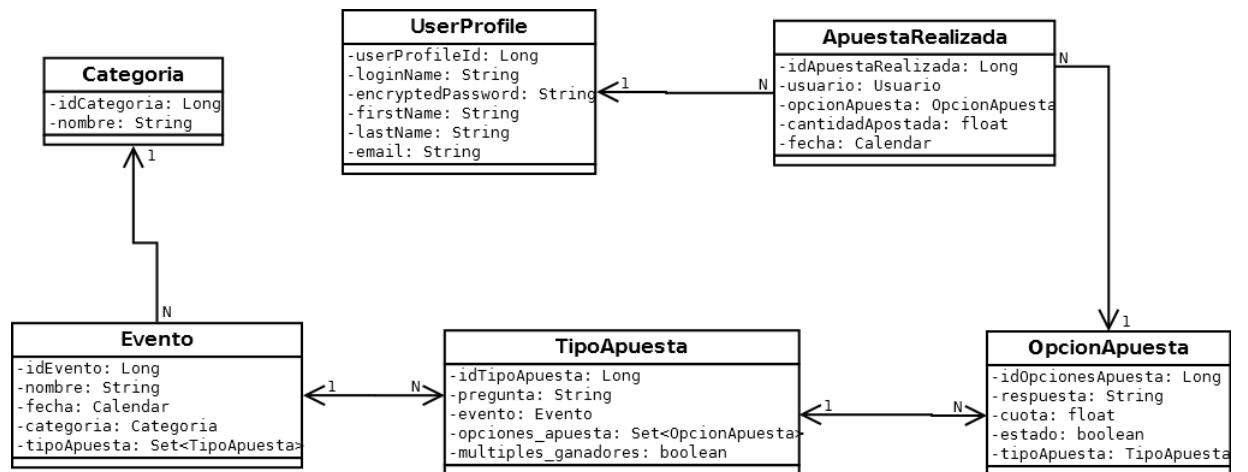 UserProfile
-userProfileId: Long
-loginName: String
-encryptedPassword: String
-firstName: String
-lastName: String
-email: String
ApuestaRealizada
-idApuestaRealizada: Long
-usuario: Usuario
-opcionApuesta: OpcionApuesta
-cantidadApostada: float
-fecha: Calendar
Categoria
-idCategoria: Long
-nombre: String
1
N
N
1
1
N
Evento
-idEvento: Long
-nombre: String
-fecha: Calendar
-categoria: Categoria
-tipoApuesta: Set<TipoApuesta>
1
N
TipoApuesta
-idTipoApuesta: Long
-pregunta: String
-evento: Evento
-opciones_apuesta: Set<OpcionApuesta>
-multiples_ganadores: boolean
1
N
OpcionApuesta
-idOpcionesApuesta: Long
-respuesta: String
-cuota: float
-estado: boolean
-tipoApuesta: TipoApuesta